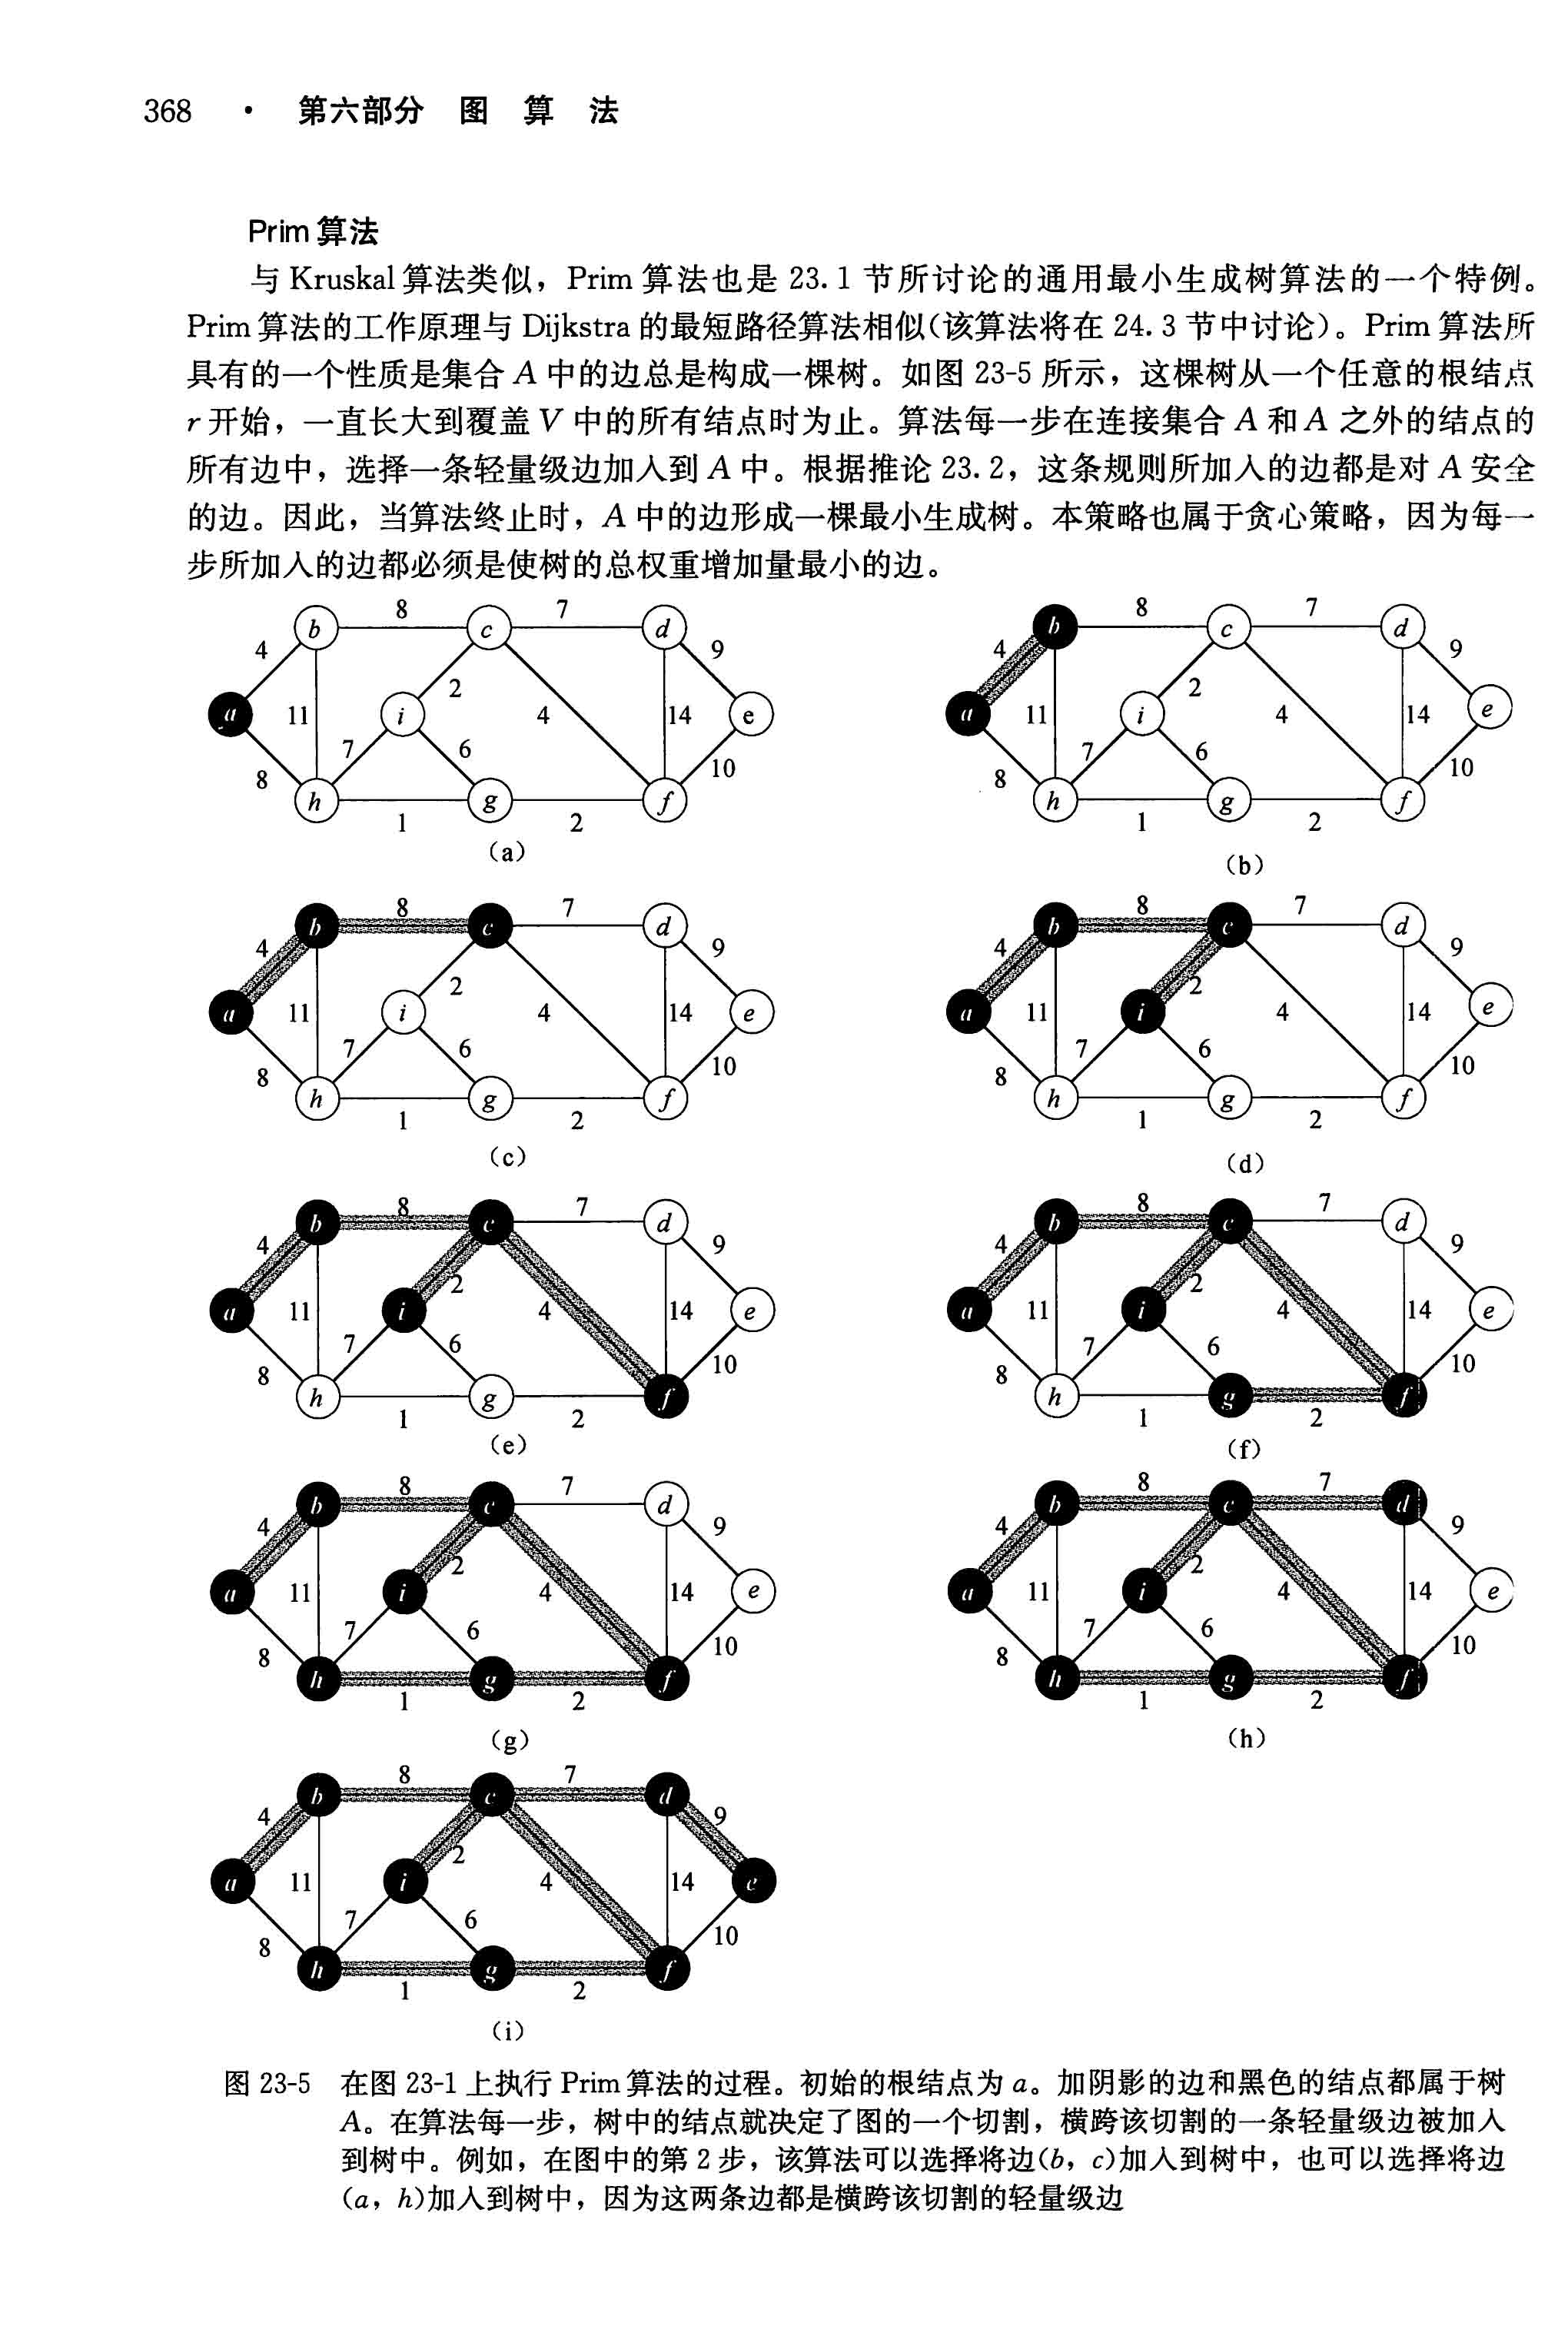 368 · 第六部分 图 算 法
Prim 算法
与 Kruskal 算法类似，Prim 算法也是 23.1 节所讨论的通用最小生成树算法的一个特例。
Prim 算法的工作原理与 Dijkstra 的最短路径算法相似(该算法将在 24.3 节中讨论)。Prim 算法所
具有的一个性质是集合 A 中的边总是构成一棵树。如图 23-5 所示，这棵树从一个任意的根结点
r 开始，一直长大到覆盖 V 中的所有结点时为止。算法每一步在连接集合 A 和 A 之外的结点的
所有边中，选择一条轻量级边加入到 A 中。根据推论 23.2，这条规则所加入的边都是对 A 安全
的边。因此，当算法终止时，A 中的边形成一棵最小生成树。本策略也属于贪心策略，因为每一
步所加入的边都必须是使树的总权重增加量最小的边。
8 7
b c d
4 9
2
a 11 i 4 14 e
7 6
8 10
h g f
1 2
(a)
8 7
b c d
4 9
2
a 11 i 4 14 e
7 6
8 10
h g f
1 2
(b)
8 7
b c d
4 9
2
a 11 i 4 14 e
7 6
8 10
h g f
1 2
(c)
8 7
b c d
4 9
2
a 11 i 4 14 e
7 6
8 10
h g f
1 2
(d)
8 7
b c d
4 9
2
a 11 i 4 14 e
7 6
8 10
h g f
1 2
(e)
8 7
b c d
4 9
2
a 11 i 4 14 e
7 6
8 10
h g f
1 2
(f)
8 7
b c d
4 9
2
a 11 i 4 14 e
7 6
8 10
h g f
1 2
(g)
8 7
b c d
4 9
2
a 11 i 4 14 e
7 6
8 10
h g f
1 2
(h)
8 7
b c d
4 9
2
a 11 i 4 14 e
7 6
8 10
h g f
1 2
(i)
图 23-5 在图 23-1 上执行 Prim 算法的过程。初始的根结点为 a。加阴影的边和黑色的结点都属于树
A。在算法每一步，树中的结点就决定了图的一个切割，横跨该切割的一条轻量级边被加入
到树中。例如，在图中的第 2 步，该算法可以选择将边(b，c)加入到树中，也可以选择将边
(a，h)加入到树中，因为这两条边都是横跨该切割的轻量级边